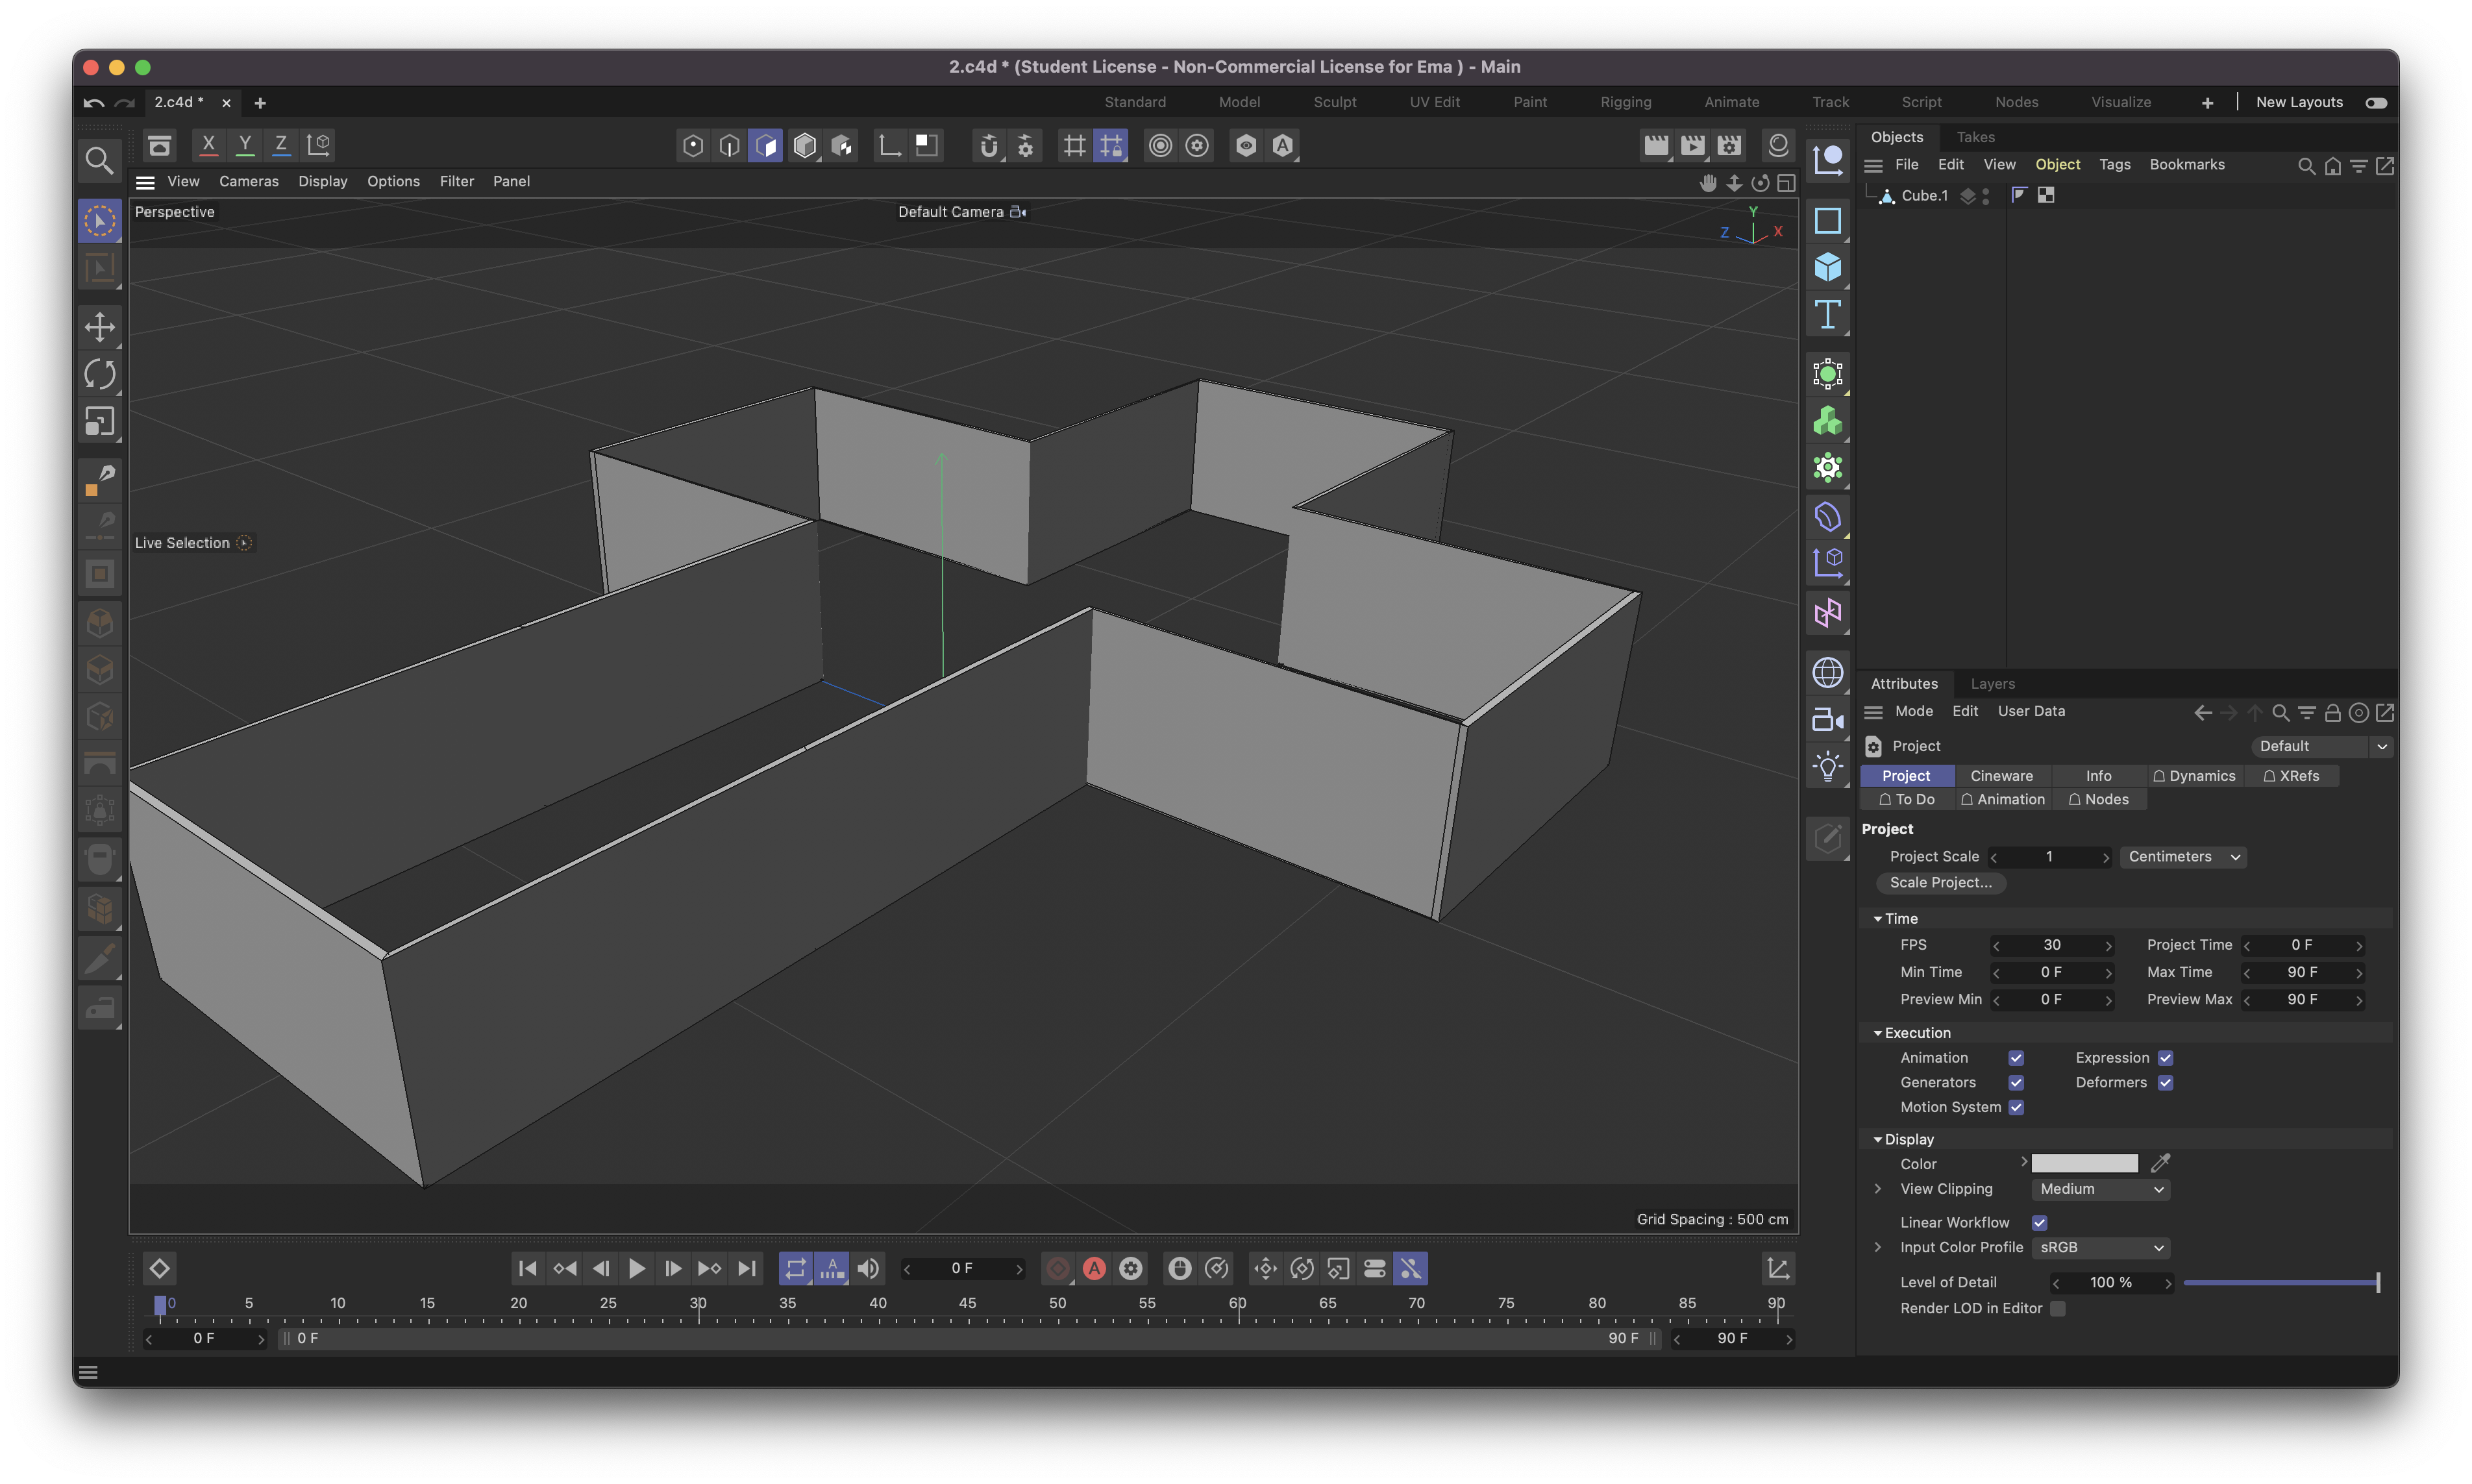 2.c4d * (Student License - Non-Commercial License for Ema ) - Main
2.c4d *
Standard Model Sculpt UV Edit Paint Rigging Animate Track Script Nodes Visualize New Layouts
X Y Z
View Cameras Display Options Filter Panel
Perspective
Default Camera
Y
Z X
Live Selection
Grid Spacing : 500 cm
Objects Takes
File Edit View Object Tags Bookmarks
Cube.1
Attributes Layers
Mode Edit User Data
Project Default
Project Cineware Info Dynamics XRefs
To Do Animation Nodes
Project
Project Scale 1 Centimeters
Scale Project...
Time
FPS 30 Project Time 0 F
Min Time 0 F Max Time 90 F
Preview Min 0 F Preview Max 90 F
Execution
Animation Expression
Generators Deformers
Motion System
Display
Color
View Clipping Medium
Linear Workflow
Input Color Profile sRGB
Level of Detail 100 %
Render LOD in Editor
0 F
0 5 10 15 20 25 30 35 40 45 50 55 60 65 70 75 80 85 90
0 F 0 F 90 F 90 F